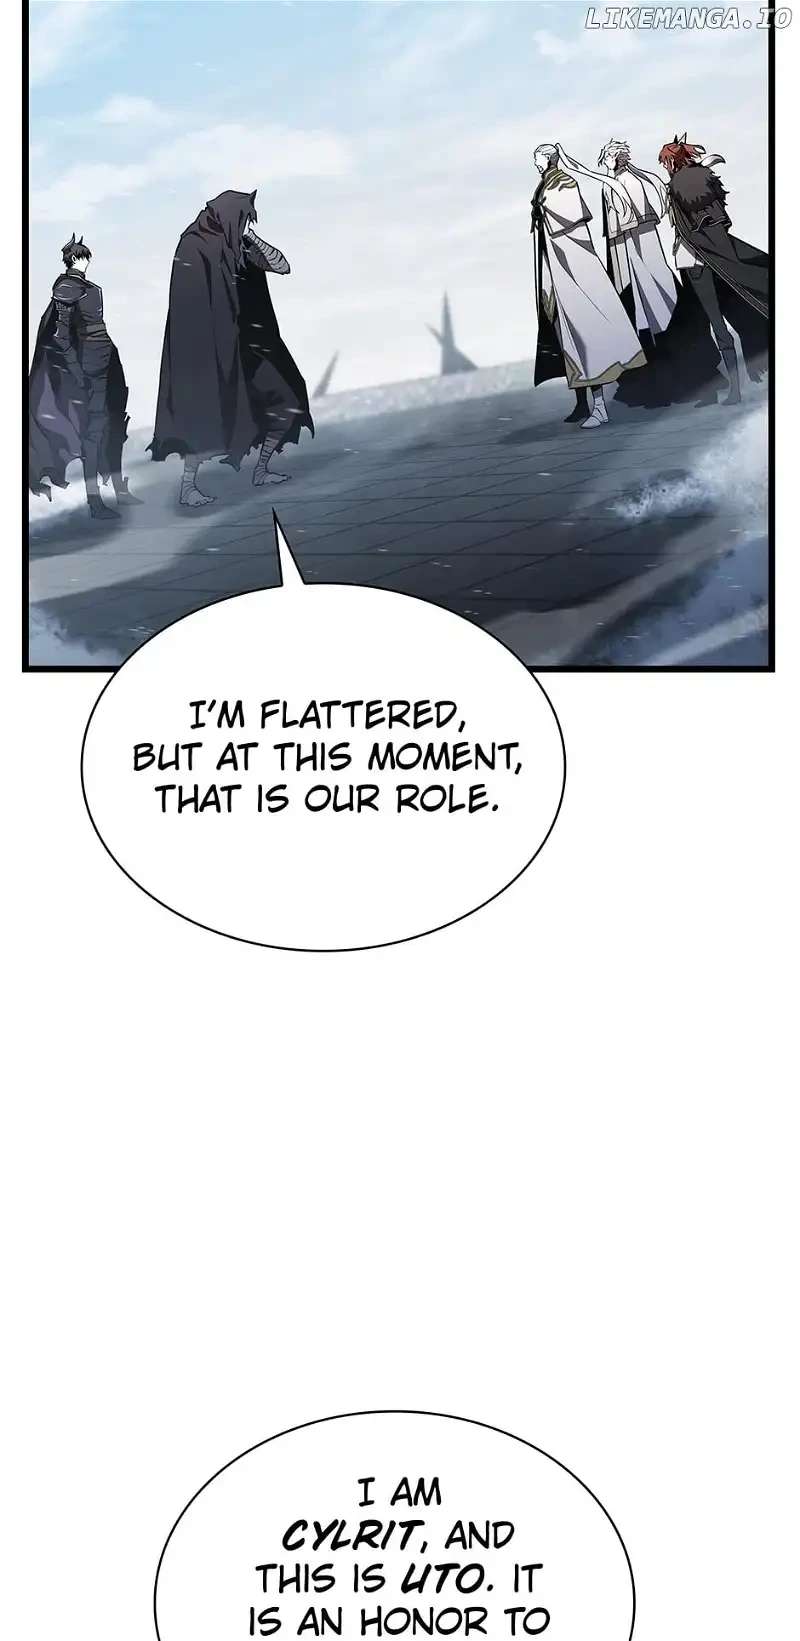 LIKEMANGA.IO
I'M FLATTERED,
BUT AT THIS MOMENT,
THAT IS OUR ROLE.
I AM
CYLRIT, AND
THIS IS UTO. IT
IS AN HONOR TO